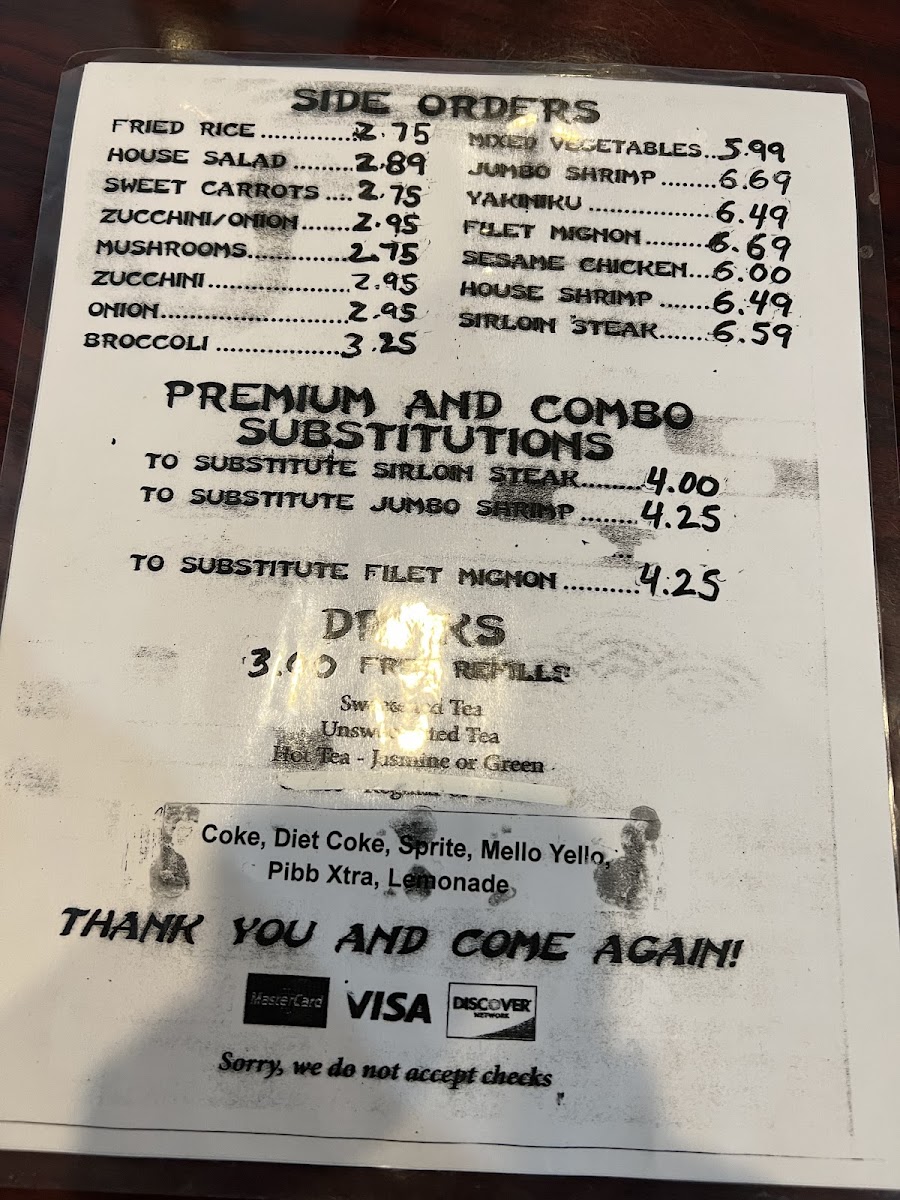 SIDE ORDERS
FRIED RICE ............2.75
HOUSE SALAD .........2.89
SWEET CARROTS ....2.75
ZUCCHINI/ONION.......2.95
MUSHROOMS..............2.75
ZUCCHINI.....................2.95
ONION............................2.95
BROCCOLI ..................3.25
MIXED VEGETABLES..5.99
JUMBO SHRIMP ........6.69
YAKINIKU ..................6.49
FILET MIGNON.........6.69
SESAME CHICKEN...6.00
HOUSE SHRIMP .......6.49
SIRLOIN STEAK.......6.59
PREMIUM AND COMBO
SUBSTITUTIONS
TO SUBSTITUTE SIRLOIN STEAK.........4.00
TO SUBSTITUTE JUMBO SHRIMP ........4.25
...
TO SUBSTITUTE FILET MIGNON..........4.25
DRINKS
FREE REFILLS
Sweetened Tea
Unsweetened Tea
Hot Tea - Jasmine or Green
Coke, Diet Coke, Sprite, Mello Yello,
Pibb Xtra, Lemonade
THANK YOU AND COME AGAIN!
MasterCard VISA DISCOVER
NETWORK
Sorry, we do not accept checks